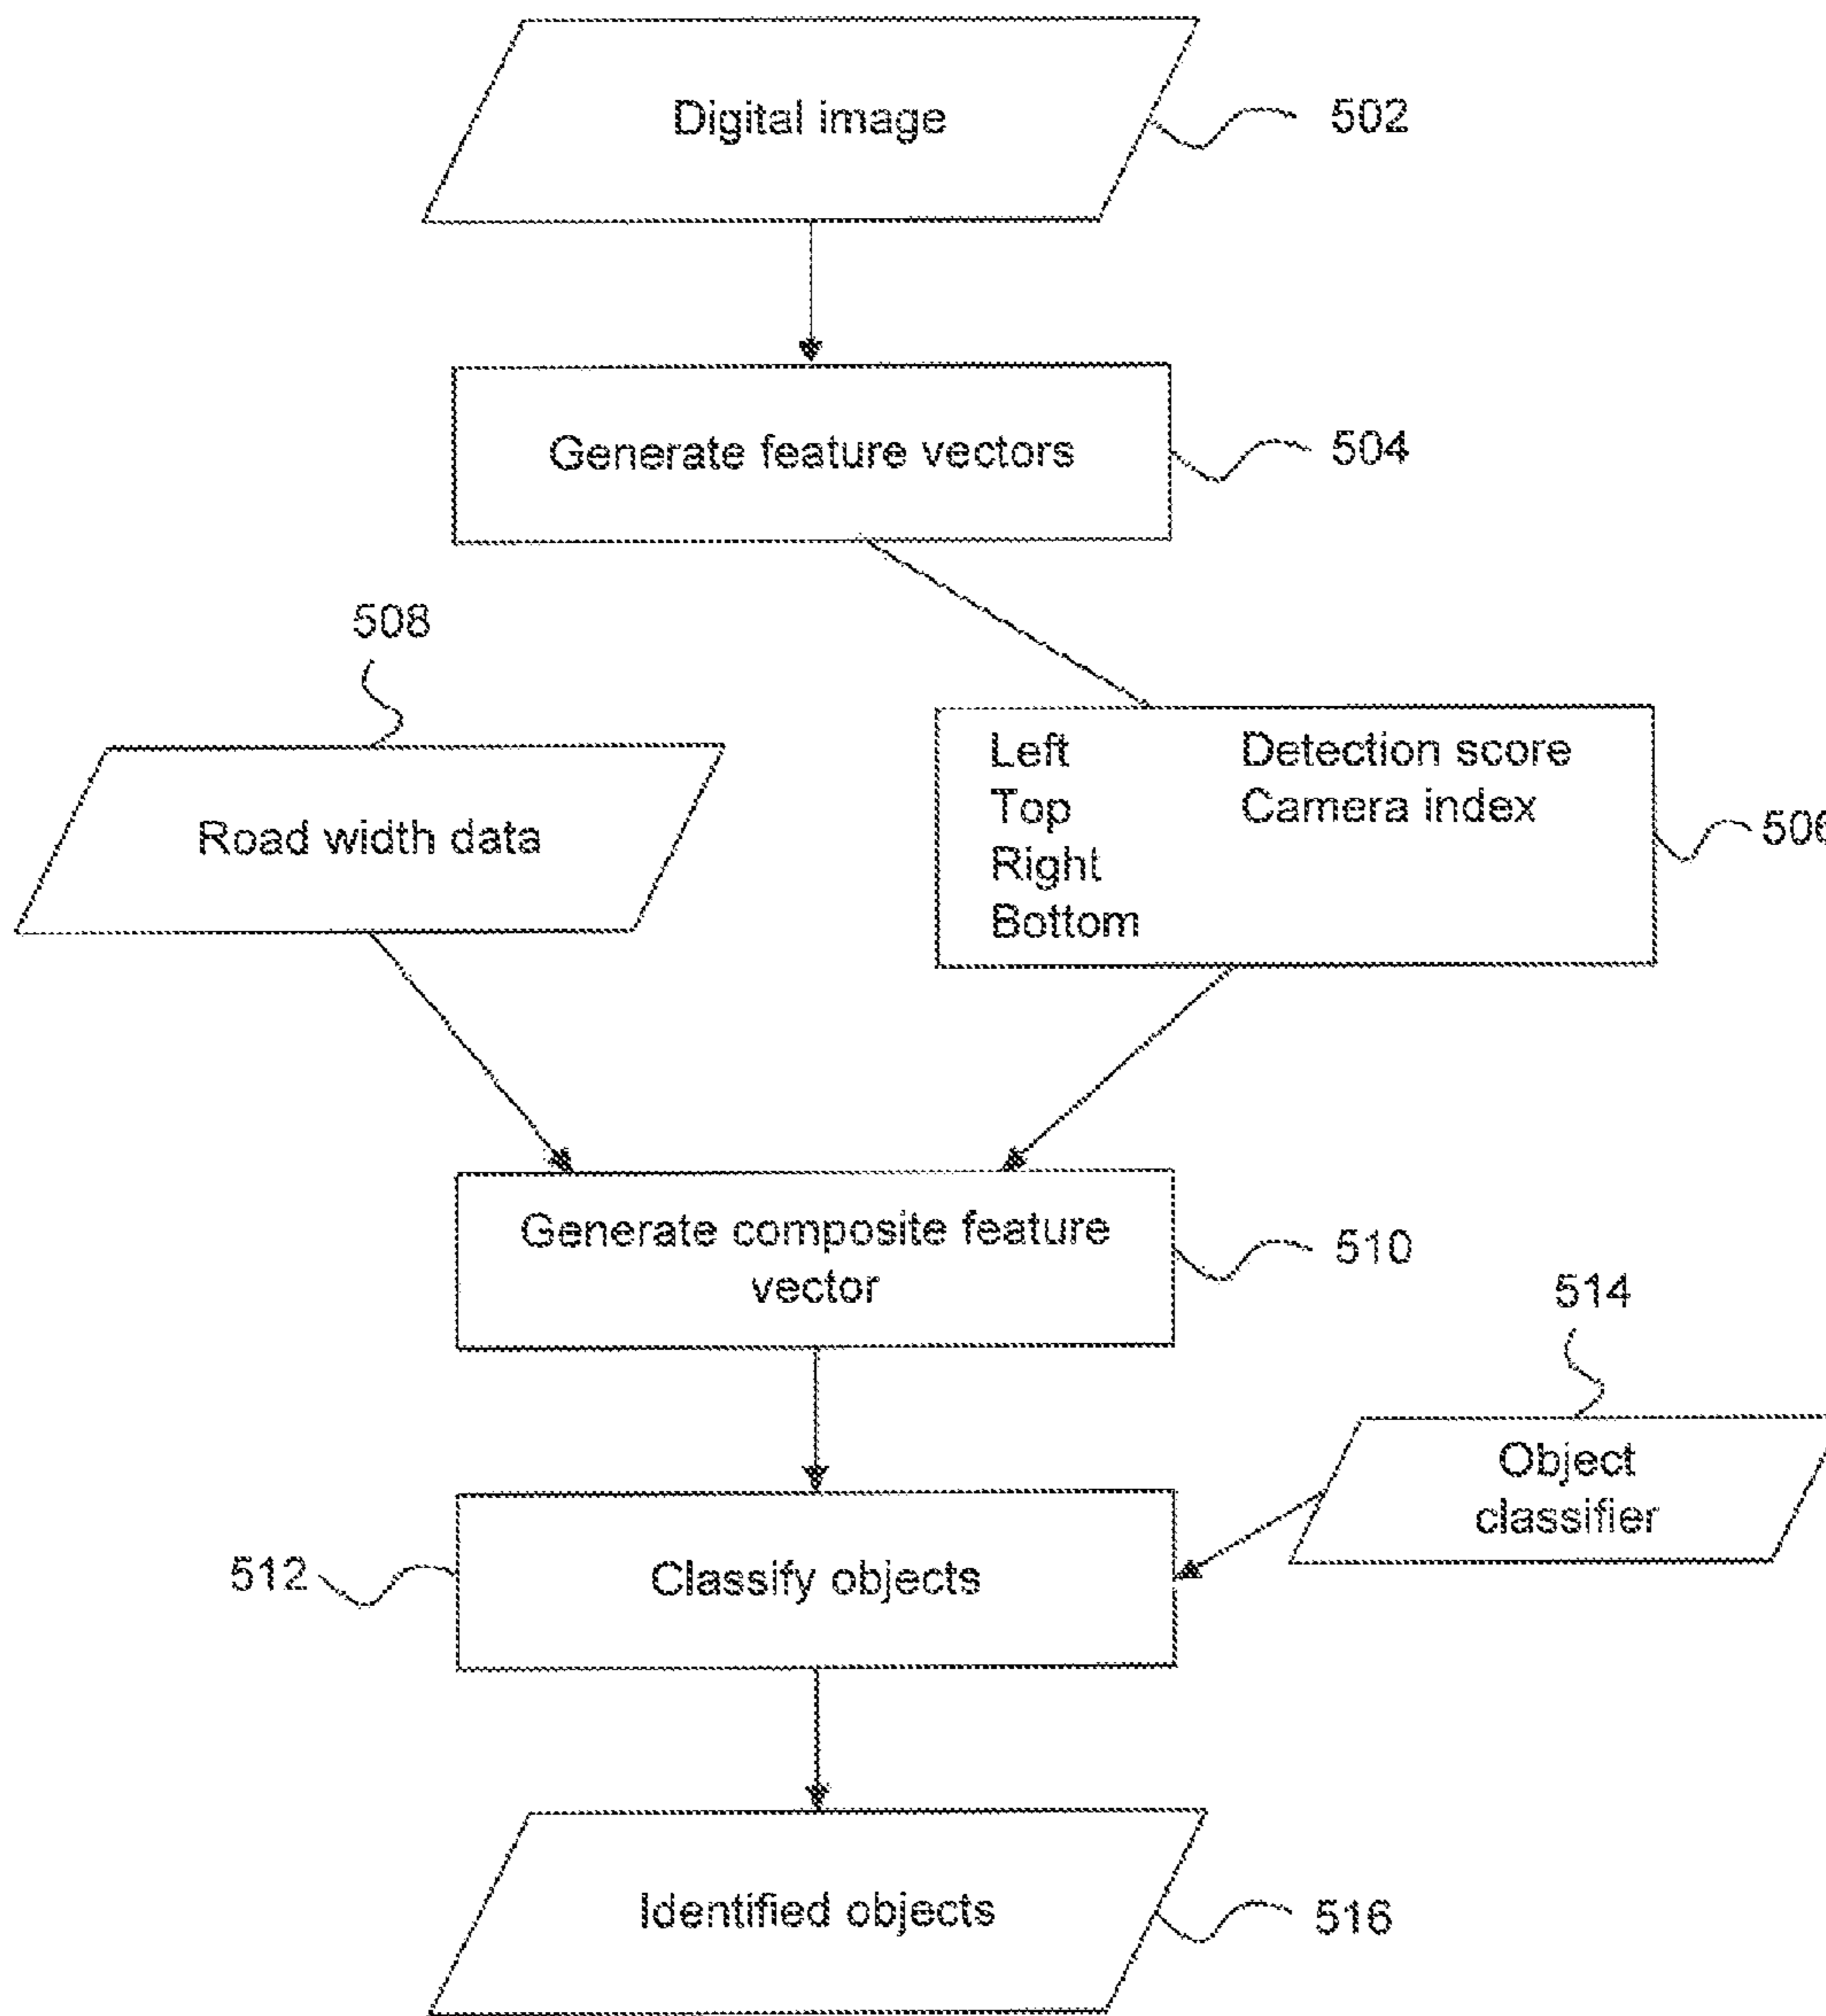 Digital image
502
Generate feature vectors
504
508
Road width data
Left
Top
Right
Bottom
Detection score
Camera index
506
Generate composite feature
vector
510
514
Object
classifier
512
Classify objects
Identified objects
516